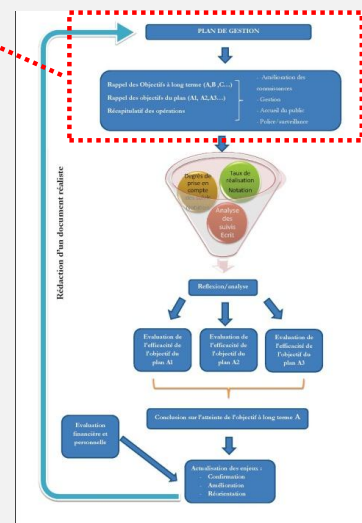 PLAN DE GESTION
Rappel des Objectifs à long terme (A,B ,C…)
Rappel des objectifs du plan (A1, A2,A3…)
Récapitulatif des opérations
- Amélioration des
connaissances
- Gestion
- Accueil du public
- Police/surveillance
Degrés de
prise en
compte
Taux de
réalisation
Notation
Analyse
des
suivis
Ecrit
Rédaction d'un document réaliste
Reflexion/analyse
Evaluation de
l'efficacité de
l'objectif du
plan A1
Evaluation de
l'efficacité de
l'objectif du
plan A2
Evaluation de
l'efficacité de
l'objectif du
plan A3
Conclusion sur l'atteinte de l'objectif à long terme A
Evaluation
financière et
personnelle
Actualisation des enjeux :
- Confirmation
- Amélioration
- Réorientation